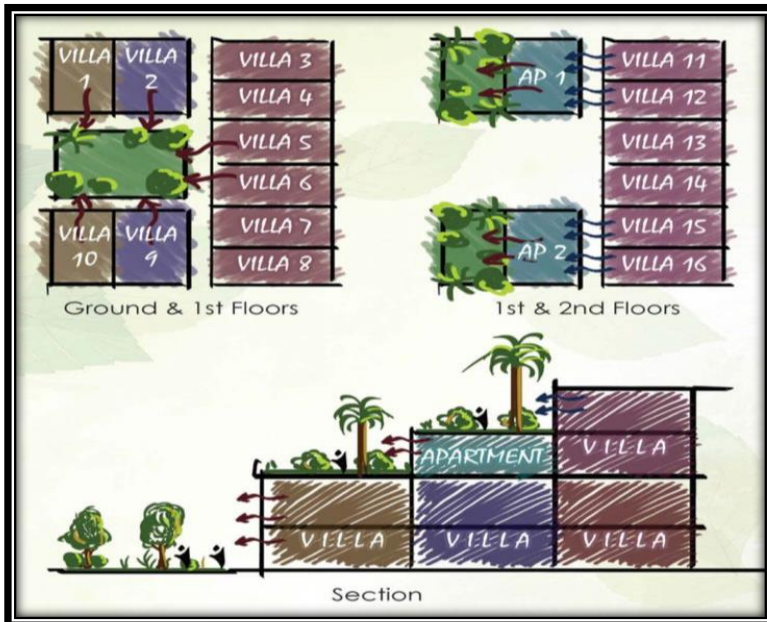 VILLA
1
VILLA
2
VILLA 3
VILLA 4
VILLA 5
VILLA 6
VILLA
10
VILLA
9
VILLA 7
VILLA 8
Ground & 1st Floors
AP 1
VILLA 11
VILLA 12
VILLA 13
VILLA 14
AP 2
VILLA 15
VILLA 16
1st & 2nd Floors
APARTMENT
VILLA
VILLA
VILLA
VILLA
Section